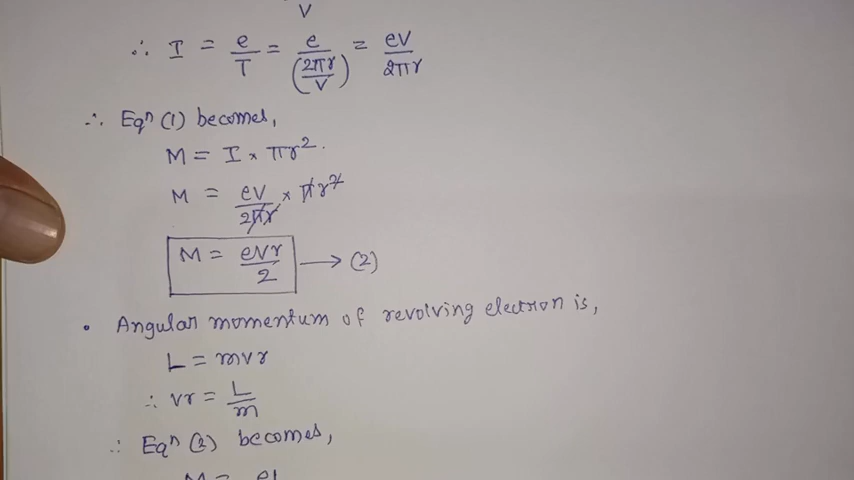 V
∴ I = e/T = e/(2πr/V) = eV/2πr
∴ Eqⁿ (1) becomes,
M = I × πr².
M = eV/2πr × πr²
M = eVr/2 → (2)
• Angular momentum of revolving electron is,
L = mvr
∴ vr = L/m
∴ Eqⁿ (2) becomes,
M = eL